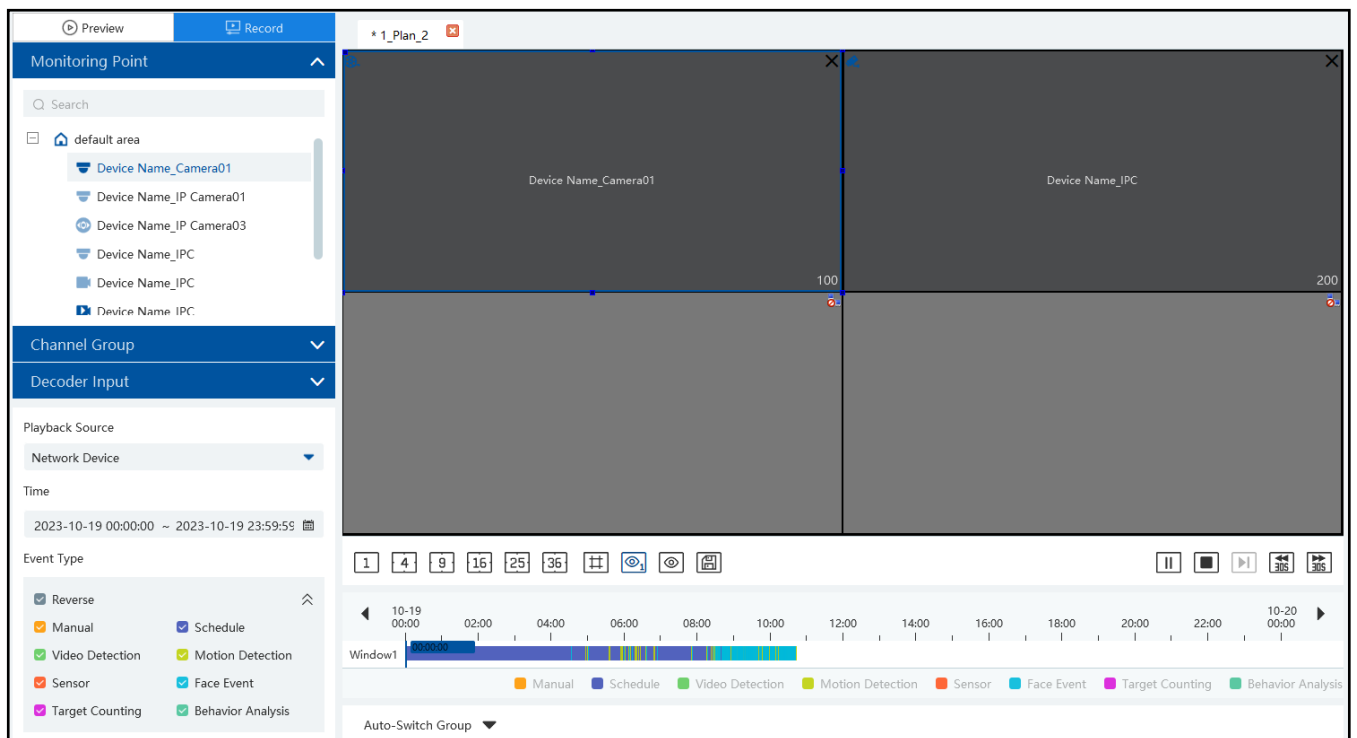 Preview
Record
* 1_Plan_2
Monitoring Point
Search
default area
Device Name_Camera01
Device Name_IP Camera01
Device Name_IP Camera03
Device Name_IPC
Device Name_IPC
Device Name_IPC
Channel Group
Decoder Input
Playback Source
Network Device
Time
2023-10-19 00:00:00 ~ 2023-10-19 23:59:59
Event Type
Reverse
Manual
Schedule
Video Detection
Motion Detection
Sensor
Face Event
Target Counting
Behavior Analysis
Device Name_Camera01
100
Device Name_IPC
200
1 4 9 16 25 36
1
30S 30S
10-19 10-20
00:00 02:00 04:00 06:00 08:00 10:00 12:00 14:00 16:00 18:00 20:00 22:00 00:00
Window1
00:00:00
Manual Schedule Video Detection Motion Detection Sensor Face Event Target Counting Behavior Analysis
Auto-Switch Group